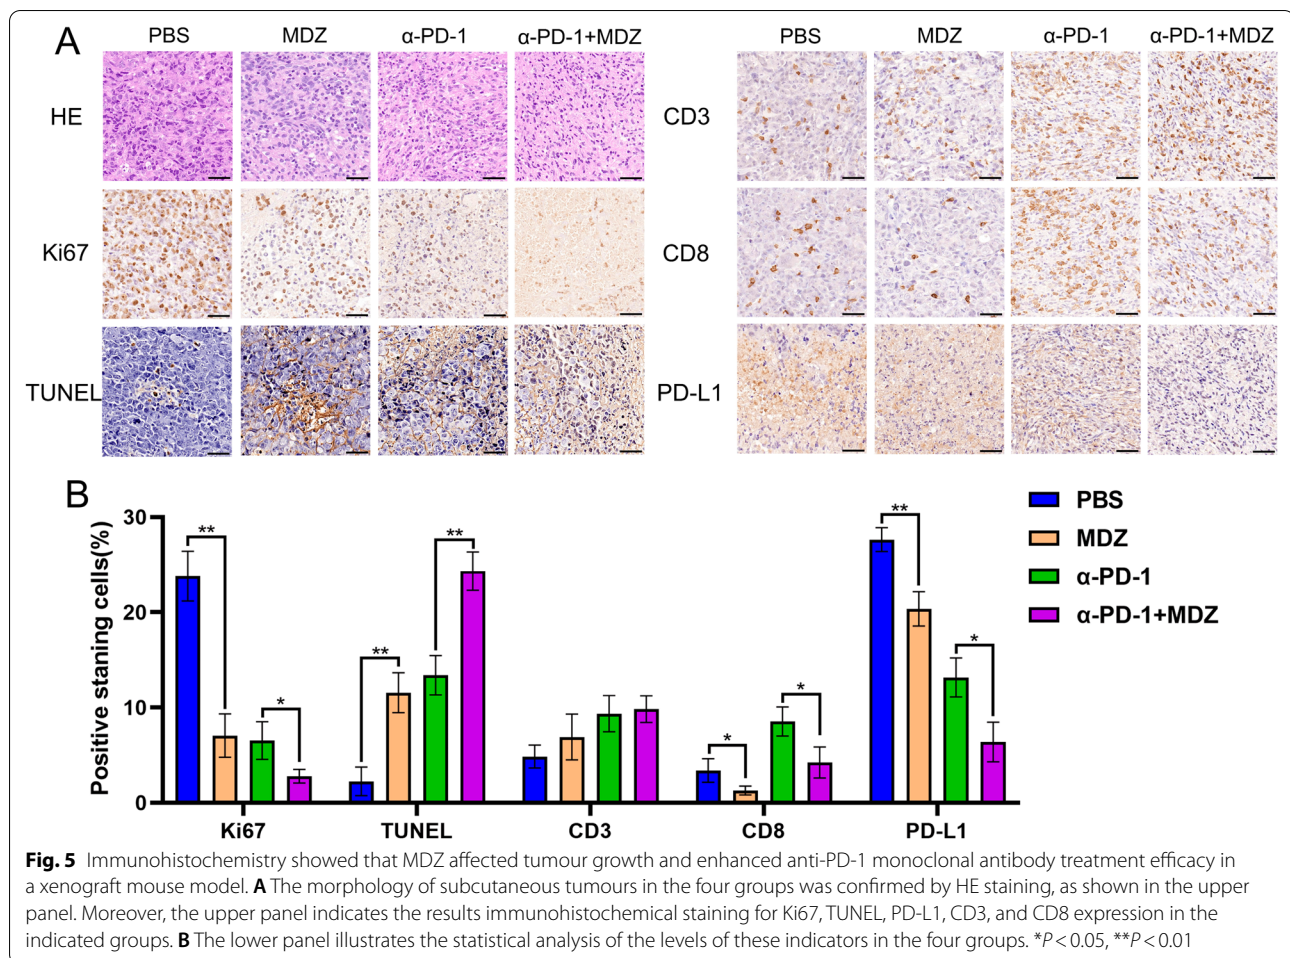 A
PBS MDZ α-PD-1 α-PD-1+MDZ
HE
Ki67
TUNEL
PBS MDZ α-PD-1 α-PD-1+MDZ
CD3
CD8
PD-L1
B
Positive staning cells(%)
30
20
10
0
** * ** ** * * ** *
Ki67 TUNEL CD3 CD8 PD-L1
PBS
MDZ
α-PD-1
α-PD-1+MDZ
Fig. 5 Immunohistochemistry showed that MDZ affected tumour growth and enhanced anti-PD-1 monoclonal antibody treatment efficacy in
a xenograft mouse model. A The morphology of subcutaneous tumours in the four groups was confirmed by HE staining, as shown in the upper
panel. Moreover, the upper panel indicates the results immunohistochemical staining for Ki67, TUNEL, PD-L1, CD3, and CD8 expression in the
indicated groups. B The lower panel illustrates the statistical analysis of the levels of these indicators in the four groups. *P < 0.05, **P < 0.01